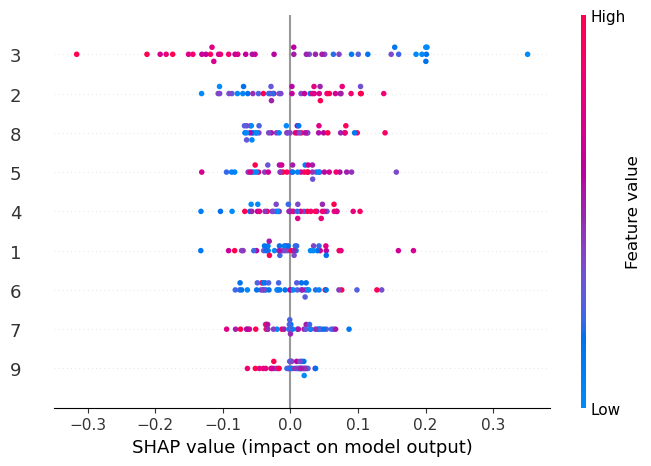 High
3
2
8
5
4
1
6
7
9
Feature value
Low
−0.3 −0.2 −0.1 0.0 0.1 0.2 0.3
SHAP value (impact on model output)